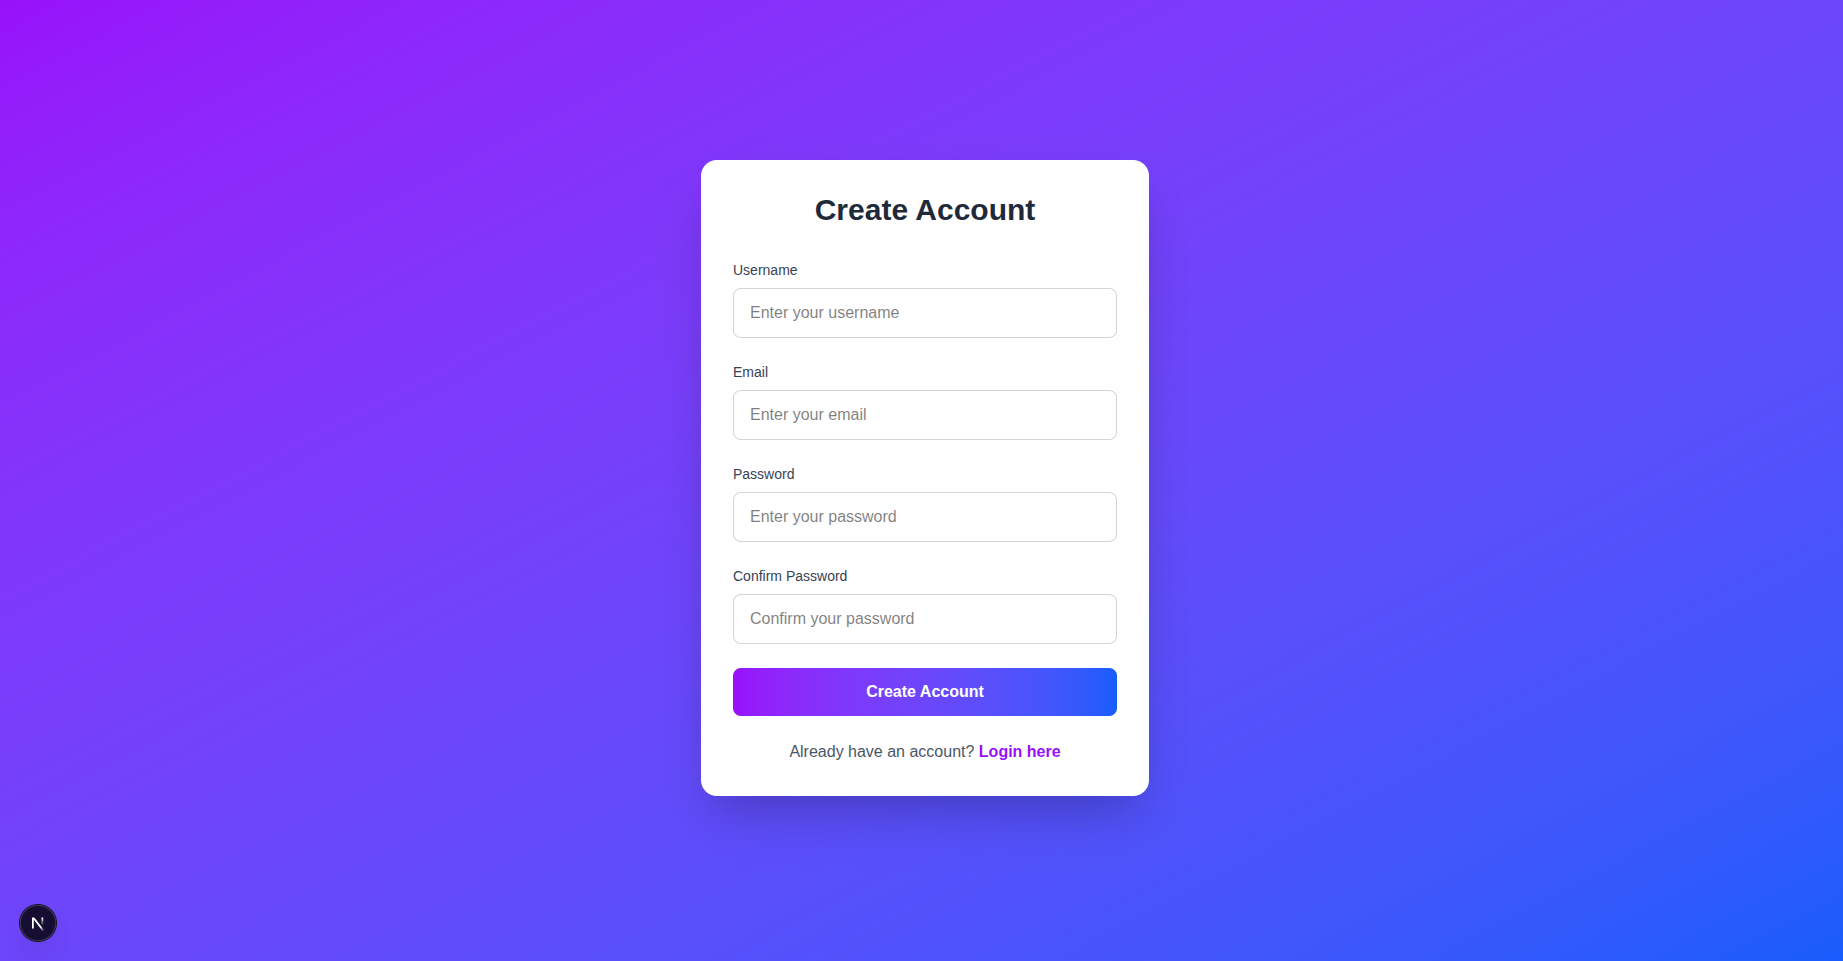 Create Account
Username
Enter your username
Email
Enter your email
Password
Enter your password
Confirm Password
Confirm your password
Create Account
Already have an account? Login here
N